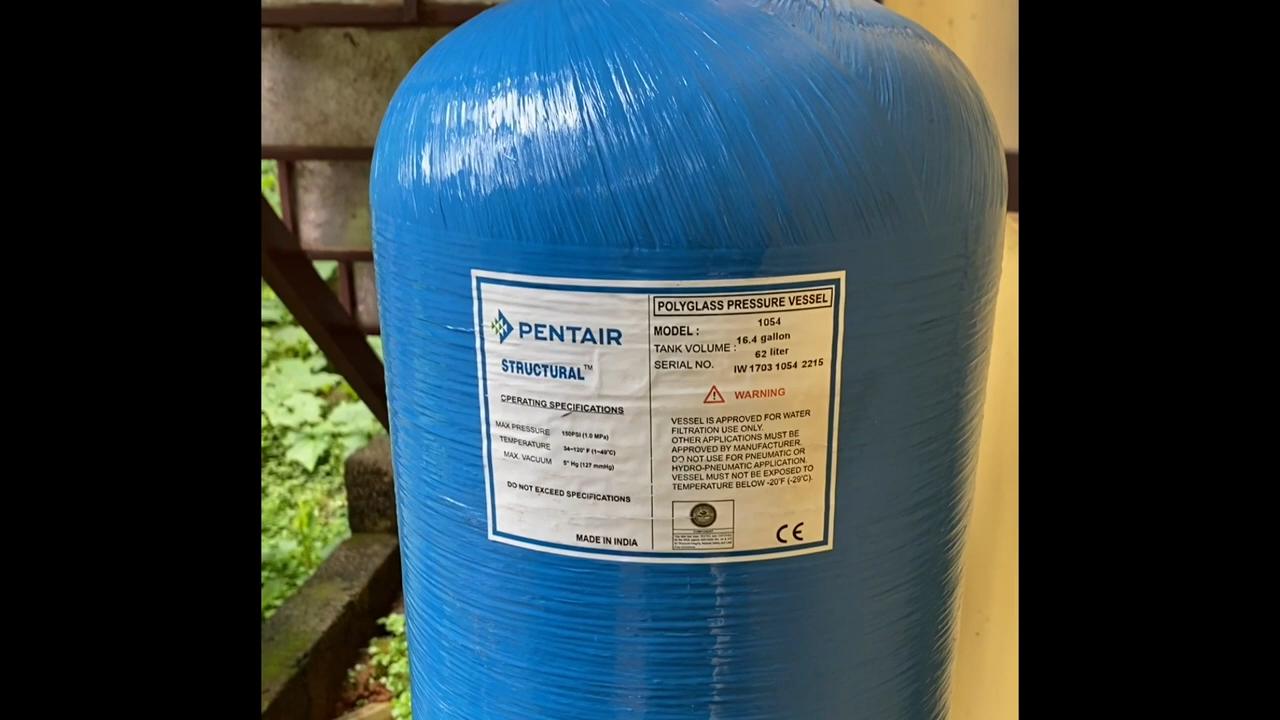 PENTAIR
STRUCTURAL™
OPERATING SPECIFICATIONS
MAX PRESSURE 150PSI (1.0 MPa)
TEMPERATURE 34~120° F (1~49°C)
MAX. VACUUM 5" Hg (127 mmHg)
DO NOT EXCEED SPECIFICATIONS
MADE IN INDIA
POLYGLASS PRESSURE VESSEL
MODEL : 1054
TANK VOLUME : 16.4 gallon
62 liter
SERIAL NO. IW 1703 1054 2215
WARNING
VESSEL IS APPROVED FOR WATER
FILTRATION USE ONLY.
OTHER APPLICATIONS MUST BE
APPROVED BY MANUFACTURER.
DO NOT USE FOR PNEUMATIC OR
HYDRO-PNEUMATIC APPLICATION.
VESSEL MUST NOT BE EXPOSED TO
TEMPERATURE BELOW -20°F (-29°C).
COMPONENT
CE